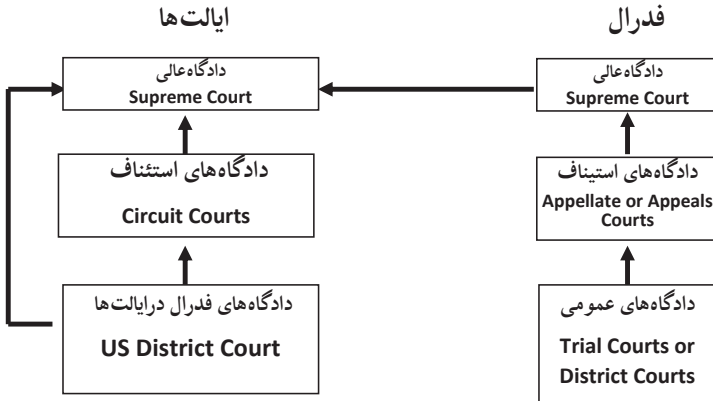 فدرال
ایالت‌ها
دادگاه‌عالی
Supreme Court
دادگاه‌عالی
Supreme Court
دادگاه‌های استیناف
Appellate or Appeals
Courts
دادگاه‌های استئناف
Circuit Courts
دادگاه‌های عمومی
Trial Courts or
District Courts
دادگاه‌های فدرال درایالت‌ها
US District Court